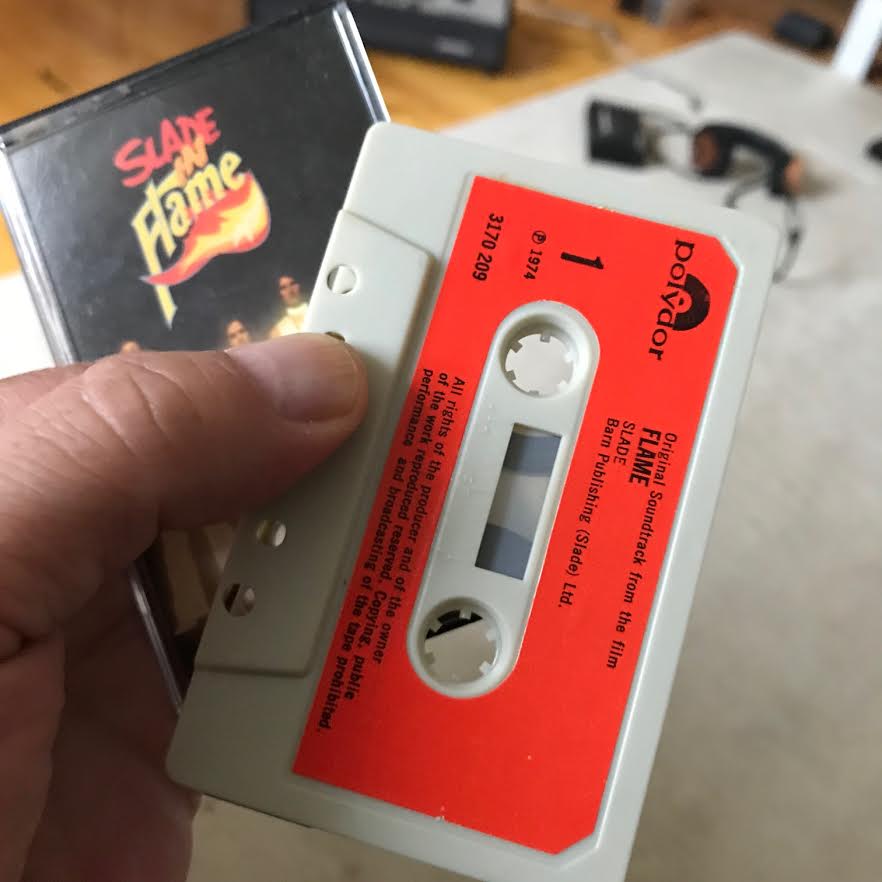 SLADE
IN
Flame
polydor
1
℗ 1974
3170 209
Original Soundtrack from the film
FLAME
SLADE
Barn Publishing (Slade) Ltd.
All rights of the producer and of the owner
of the work reproduced reserved. Copying, public
performance and broadcasting of the tape prohibited.